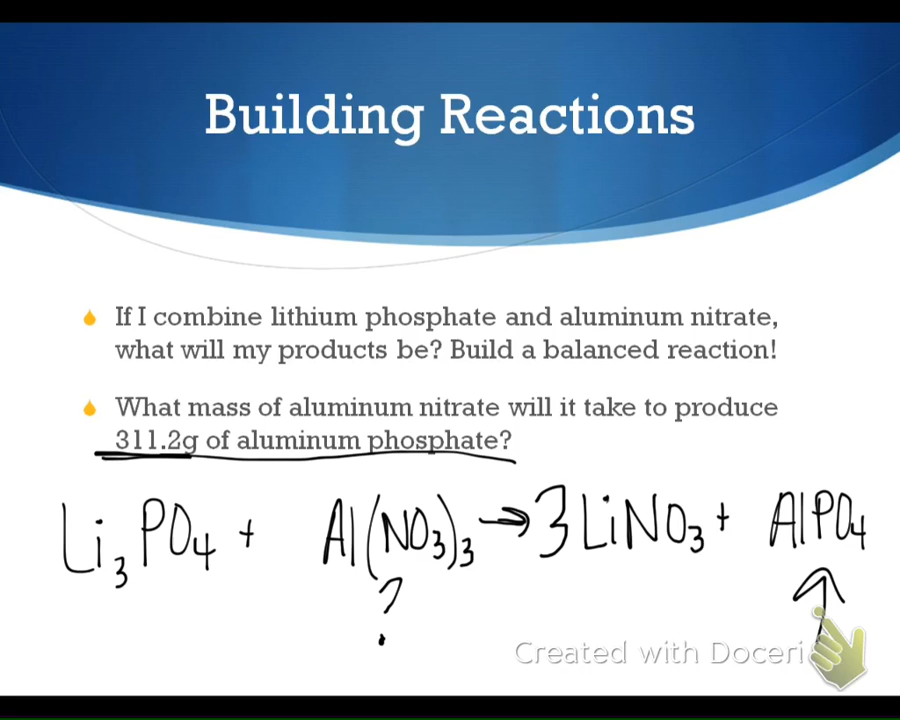 Building Reactions
If I combine lithium phosphate and aluminum nitrate,
what will my products be? Build a balanced reaction!
What mass of aluminum nitrate will it take to produce
311.2g of aluminum phosphate?
Li₃PO₄ + Al(NO₃)₃ → 3LiNO₃ + AlPO₄
?
Created with Doceri